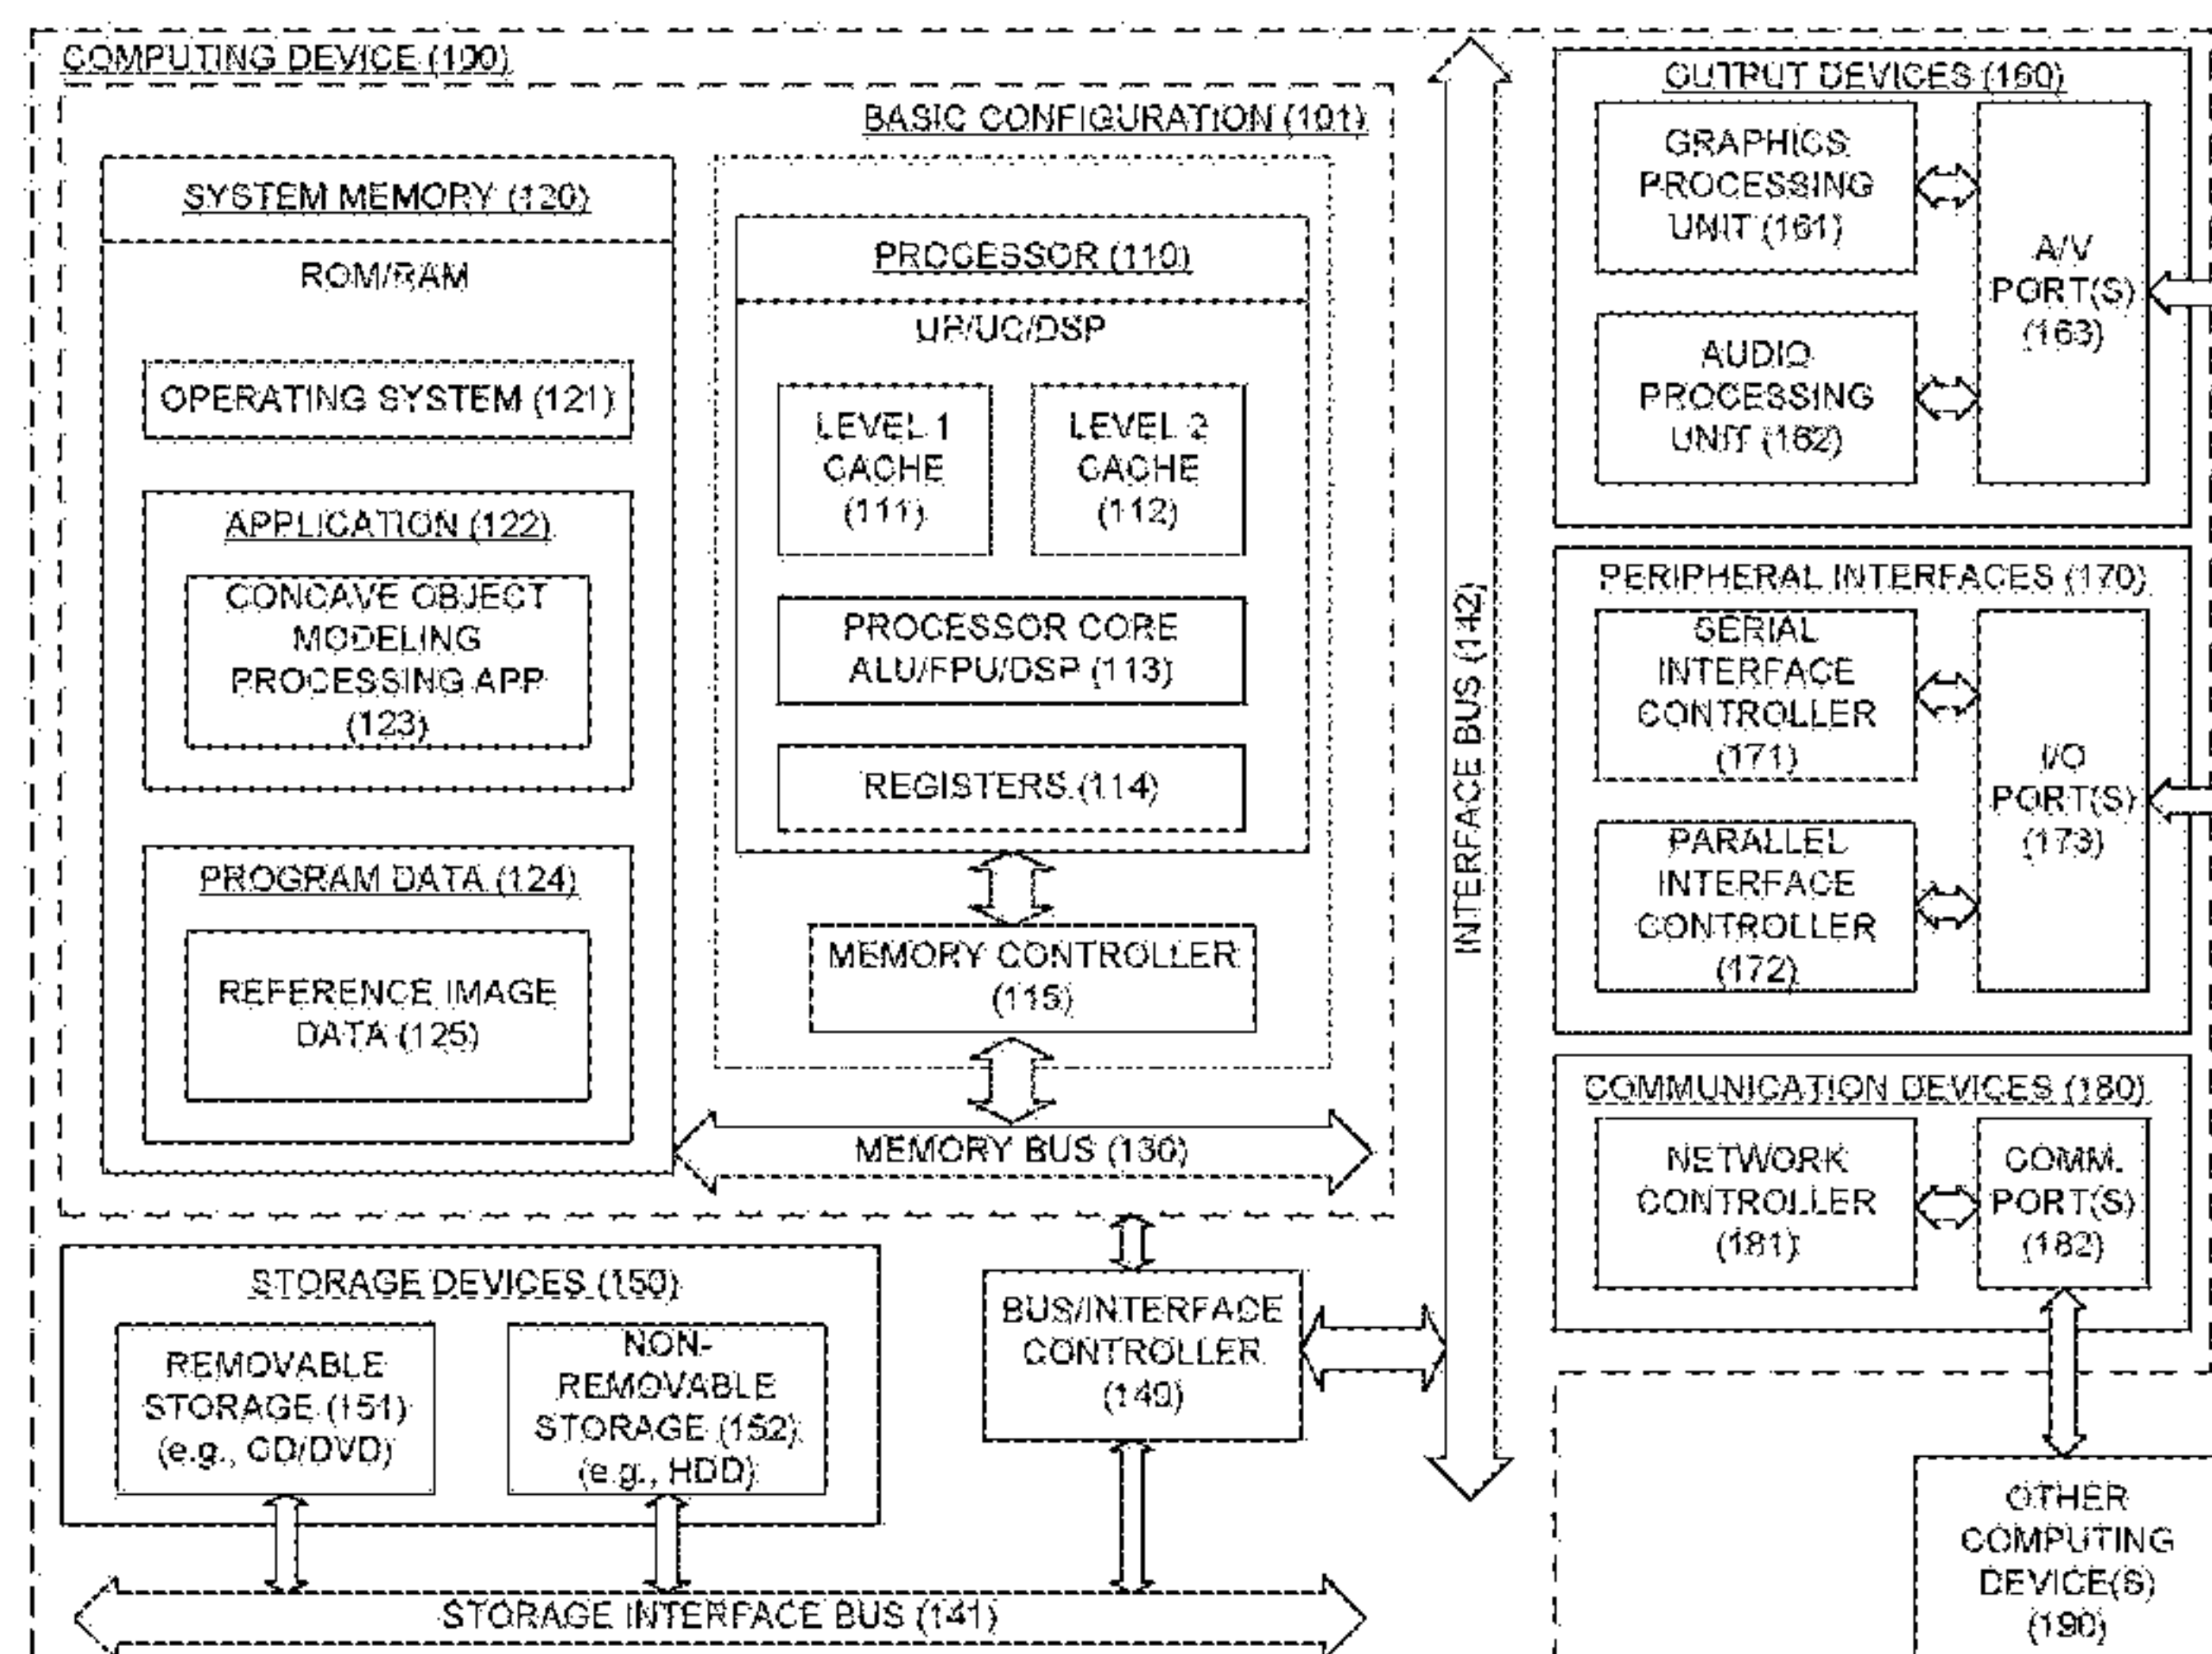 COMPUTING DEVICE (100)
BASIC CONFIGURATION (101)
SYSTEM MEMORY (120)
ROM/RAM
OPERATING SYSTEM (121)
APPLICATION (122)
CONCAVE OBJECT
MODELING
PROCESSING APP
(123)
PROGRAM DATA (124)
REFERENCE IMAGE
DATA (125)
PROCESSOR (110)
UP/UC/DSP
LEVEL 1
CACHE
(111)
LEVEL 2
CACHE
(112)
PROCESSOR CORE
ALU/FPU/DSP (113)
REGISTERS (114)
MEMORY CONTROLLER
(115)
MEMORY BUS (130)
STORAGE DEVICES (150)
REMOVABLE
STORAGE (151)
(e.g., CD/DVD)
NON-
REMOVABLE
STORAGE (152)
(e.g., HDD)
BUS/INTERFACE
CONTROLLER
(140)
STORAGE INTERFACE BUS (141)
INTERFACE BUS (142)
OUTPUT DEVICES (160)
GRAPHICS
PROCESSING
UNIT (161)
AUDIO
PROCESSING
UNIT (162)
A/V
PORT(S)
(163)
PERIPHERAL INTERFACES (170)
SERIAL
INTERFACE
CONTROLLER
(171)
PARALLEL
INTERFACE
CONTROLLER
(172)
I/O
PORT(S)
(173)
COMMUNICATION DEVICES (180)
NETWORK
CONTROLLER
(181)
COMM.
PORT(S)
(182)
OTHER
COMPUTING
DEVICE(S)
(190)